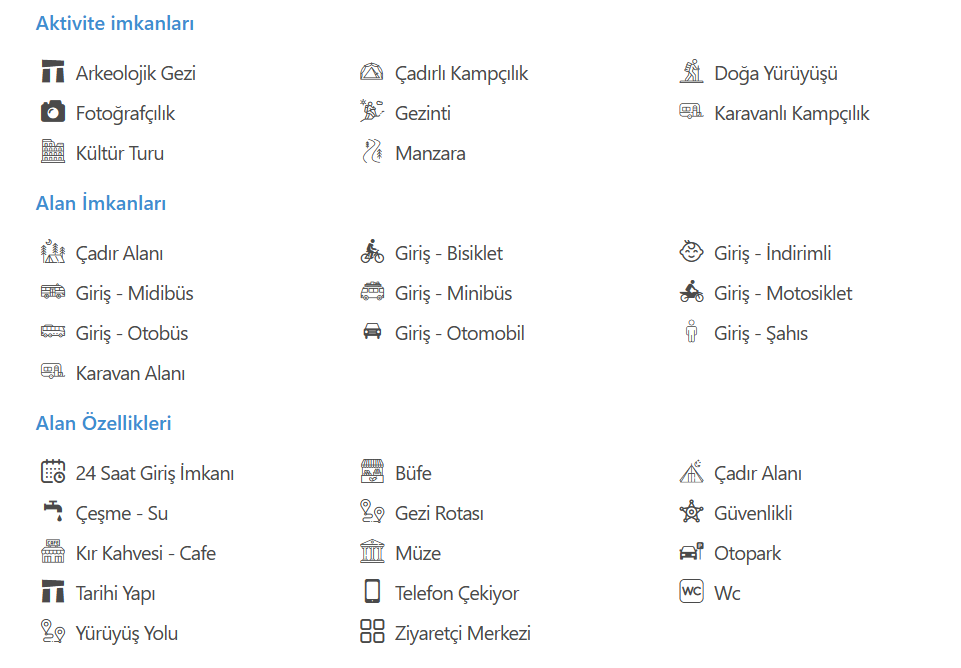 Aktivite imkanları
Arkeolojik Gezi
Çadırlı Kampçılık
Doğa Yürüyüşü
Fotoğrafçılık
Gezinti
Karavanlı Kampçılık
Kültür Turu
Manzara
Alan İmkanları
Çadır Alanı
Giriş - Bisiklet
Giriş - İndirimli
Giriş - Midibüs
Giriş - Minibüs
Giriş - Motosiklet
Giriş - Otobüs
Giriş - Otomobil
Giriş - Şahıs
Karavan Alanı
Alan Özellikleri
24 Saat Giriş İmkanı
Büfe
Çadır Alanı
Çeşme - Su
Gezi Rotası
Güvenlikli
Kır Kahvesi - Cafe
Müze
Otopark
Tarihi Yapı
Telefon Çekiyor
WC Wc
Yürüyüş Yolu
Ziyaretçi Merkezi